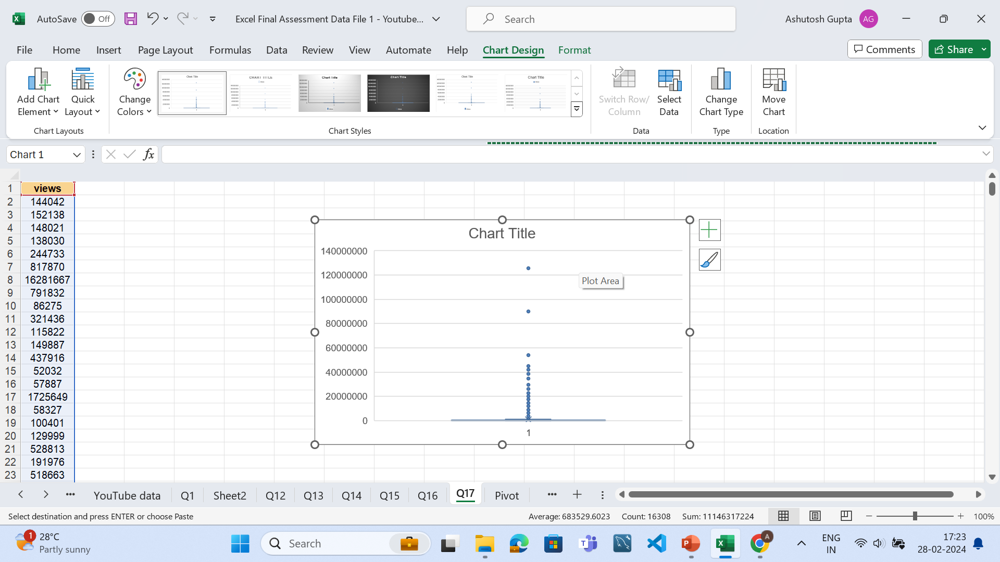 AutoSave Off Excel Final Assessment Data File 1 - Youtube... Search Ashutosh Gupta AG
File Home Insert Page Layout Formulas Data Review View Automate Help Chart Design Format Comments Share
Add Chart Element
Quick Layout
Change Colors
Switch Row/ Column
Select Data
Change Chart Type
Move Chart
Chart Layouts Chart Styles Data Type Location
Chart 1 fx
1 views
2 144042
3 152138
4 148021
5 138030
6 244733
7 817870
8 16281667
9 791832
10 86275
11 321436
12 115822
13 149887
14 437916
15 52032
16 57887
17 1725649
18 58327
19 100401
20 129999
21 528813
22 191976
23 518663
Chart Title
140000000
120000000
100000000
80000000
60000000
40000000
20000000
0
1
Plot Area
YouTube data Q1 Sheet2 Q12 Q13 Q14 Q15 Q16 Q17 Pivot
Select destination and press ENTER or choose Paste Average: 683529.6023 Count: 16308 Sum: 11146317224 100%
1 28°C
Partly sunny
Search
ENG
IN
17:23
28-02-2024